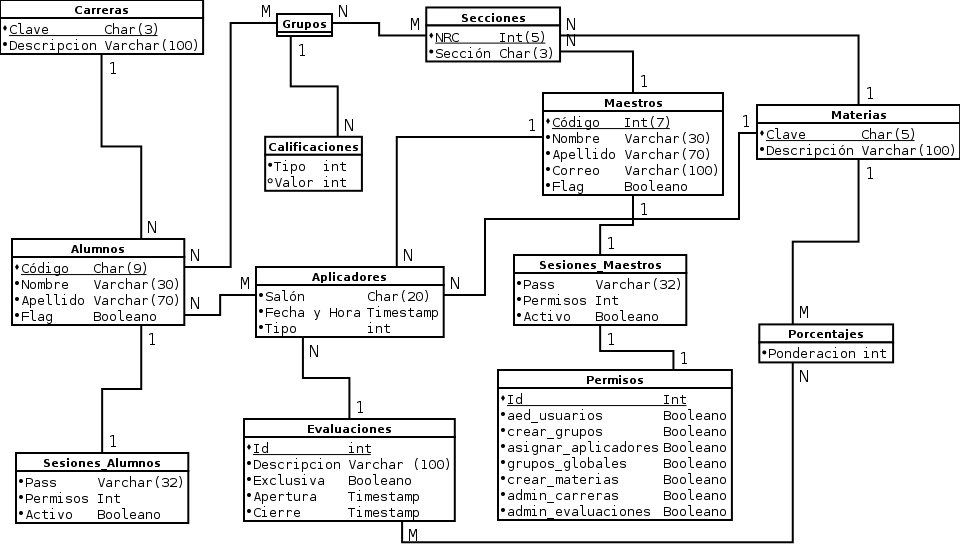 Carreras
Clave Char(3)
Descripcion Varchar(100)
1
N
M
Grupos
N
1
N
M
Secciones
NRC Int(5)
Sección Char(3)
N
N
1
1
Calificaciones
Tipo int
Valor int
Maestros
Código Int(7)
Nombre Varchar(30)
Apellido Varchar(70)
Correo Varchar(100)
Flag Booleano
1
1
1
Materias
Clave Char(5)
Descripción Varchar(100)
1
Alumnos
Código Char(9)
Nombre Varchar(30)
Apellido Varchar(70)
Flag Booleano
N
N
1
M
N
N
Aplicadores
Salón Char(20)
Fecha y Hora Timestamp
Tipo int
N
1
1
Sesiones_Maestro
Pass Varchar(32)
Permisos Int
Activo Booleano
1
1
M
Porcentajes
Ponderacion int
N
Permisos
Id Int
aed_usuarios Booleano
crear_grupos Booleano
asignar_aplicadores Booleano
grupos_globales Booleano
crear_materias Booleano
admin_carreras Booleano
admin_evaluaciones Booleano
1
Evaluaciones
Id int
Descripcion Varchar (100)
Exclusiva Booleano
Apertura Timestamp
Cierre Timestamp
M
Sesiones_Alumnos
Pass Varchar(32)
Permisos Int
Activo Booleano